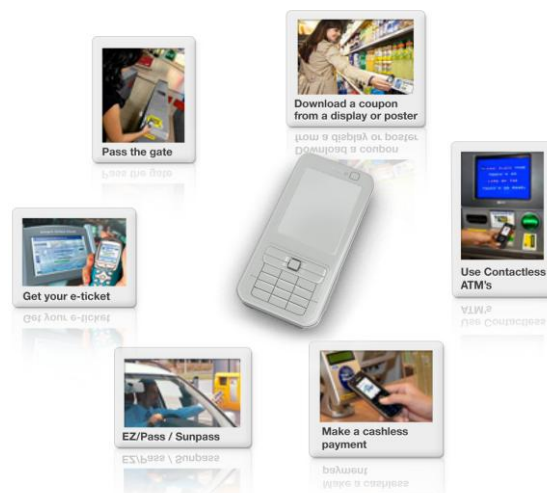 Download a coupon
from a display or poster
Pass the gate
Use Contactless
ATM's
Get your e-ticket
EZ/Pass / Sunpass
Make a cashless
payment